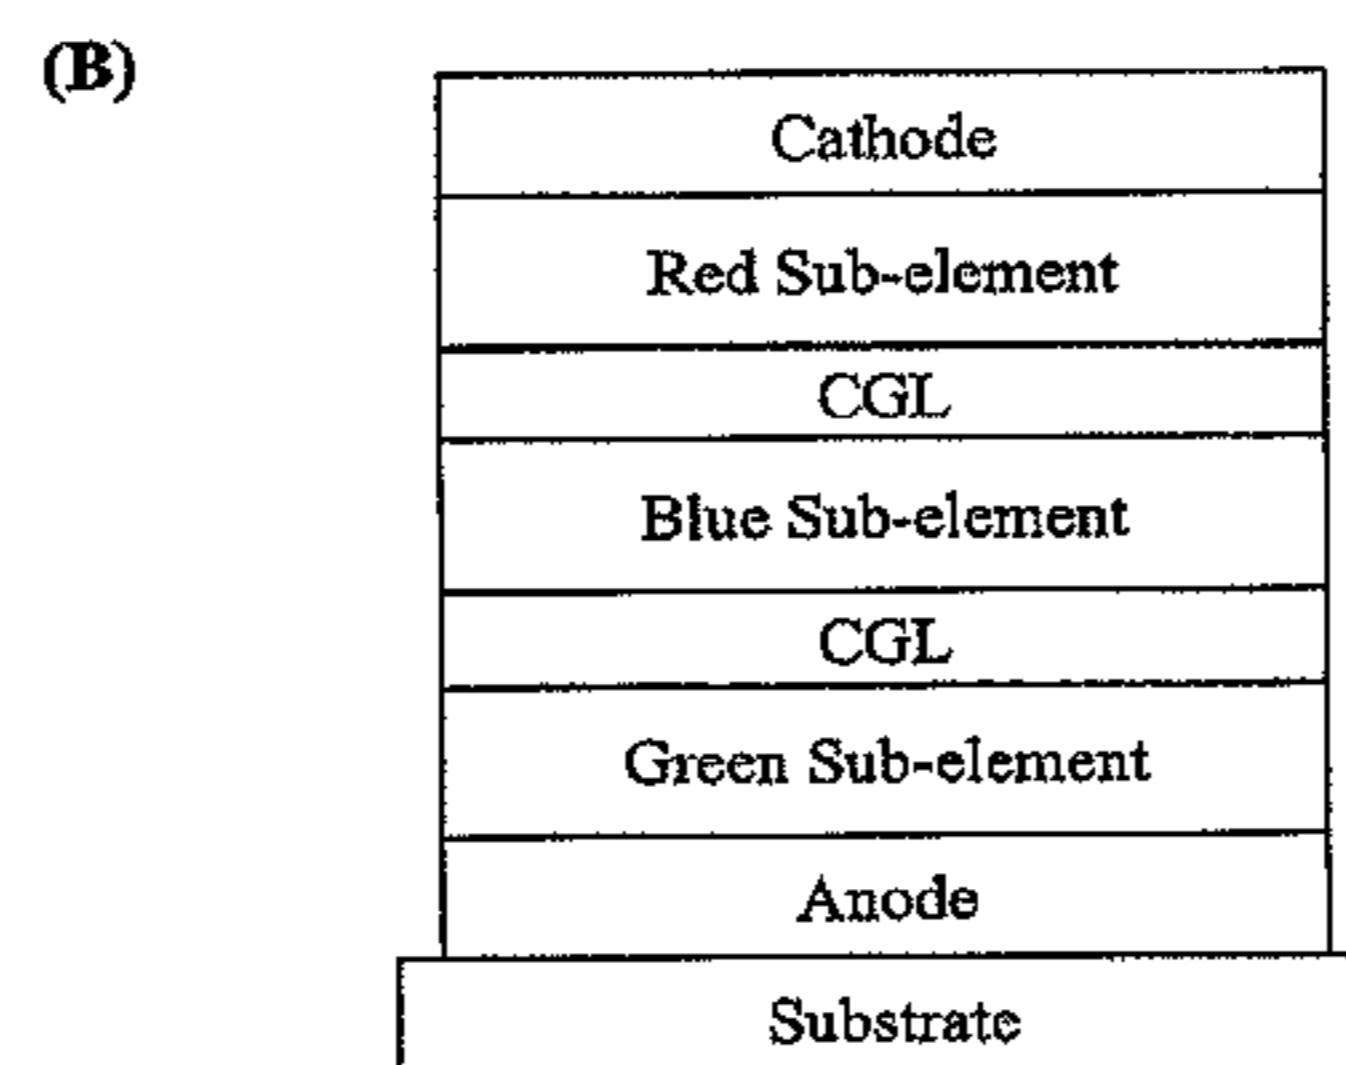 (B)
Cathode
Red Sub-element
CGL
Blue Sub-element
CGL
Green Sub-element
Anode
Substrate